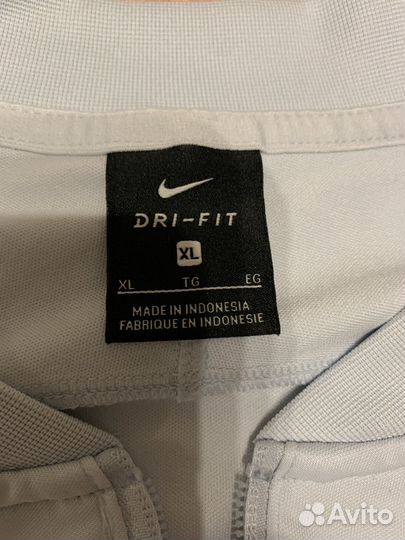 DRI-FIT
XL
XL TG EG
MADE IN INDONESIA
FABRIQUE EN INDONESIE
Avito